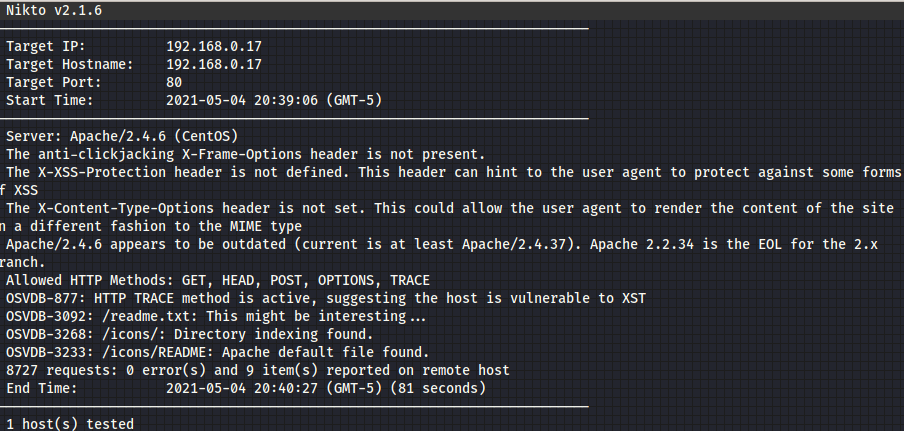 Nikto v2.1.6
Target IP: 192.168.0.17
Target Hostname: 192.168.0.17
Target Port: 80
Start Time: 2021-05-04 20:39:06 (GMT-5)
Server: Apache/2.4.6 (CentOS)
The anti-clickjacking X-Frame-Options header is not present.
The X-XSS-Protection header is not defined. This header can hint to the user agent to protect against some forms
f XSS
The X-Content-Type-Options header is not set. This could allow the user agent to render the content of the site
n a different fashion to the MIME type
Apache/2.4.6 appears to be outdated (current is at least Apache/2.4.37). Apache 2.2.34 is the EOL for the 2.x
ranch.
Allowed HTTP Methods: GET, HEAD, POST, OPTIONS, TRACE
OSVDB-877: HTTP TRACE method is active, suggesting the host is vulnerable to XST
OSVDB-3092: /readme.txt: This might be interesting...
OSVDB-3268: /icons/: Directory indexing found.
OSVDB-3233: /icons/README: Apache default file found.
8727 requests: 0 error(s) and 9 item(s) reported on remote host
End Time: 2021-05-04 20:40:27 (GMT-5) (81 seconds)
1 host(s) tested